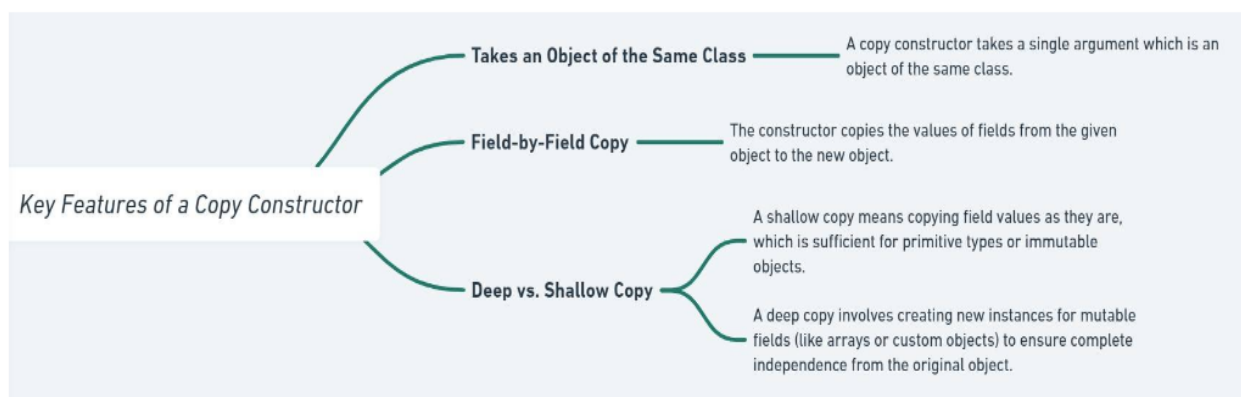 Key Features of a Copy Constructor
Takes an Object of the Same Class
A copy constructor takes a single argument which is an
object of the same class.
Field-by-Field Copy
The constructor copies the values of fields from the given
object to the new object.
Deep vs. Shallow Copy
A shallow copy means copying field values as they are,
which is sufficient for primitive types or immutable
objects.
A deep copy involves creating new instances for mutable
fields (like arrays or custom objects) to ensure complete
independence from the original object.